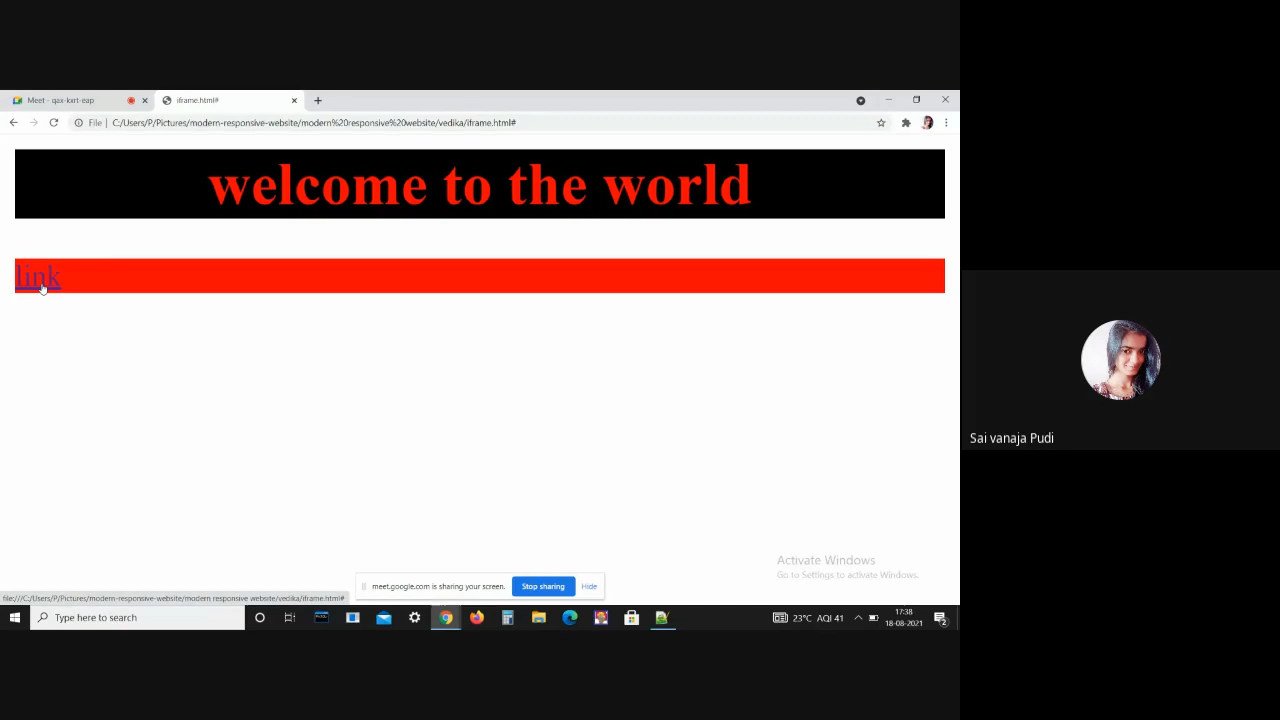 Meet - qax-kxrt-eap
iframe.html#
File | C:/Users/P/Pictures/modern-responsive-website/modern%20responsive%20website/vedika/iframe.html#
welcome to the world
link
Sai vanaja Pudi
Activate Windows
Go to Settings to activate Windows.
meet.google.com is sharing your screen. Stop sharing Hide
file:///C:/Users/P/Pictures/modern-responsive-website/modern responsive website/vedika/iframe.html#
Type here to search
23°C AQI 41
17:38
18-08-2021
2